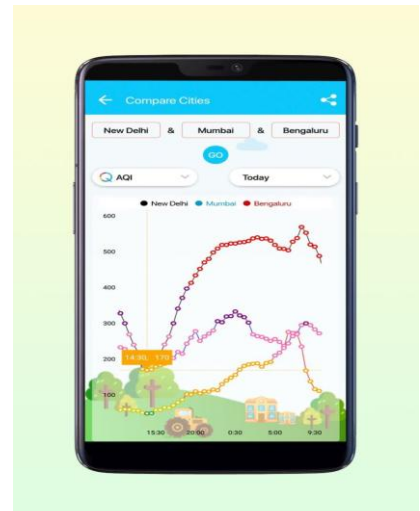 Compare Cities
New Delhi & Mumbai & Bengaluru
GO
AQI Today
New Delhi Mumbai Bengaluru
600
500
400
300
200
14:30, 170
100
15:30 20:00 0:30 5:00 9:30